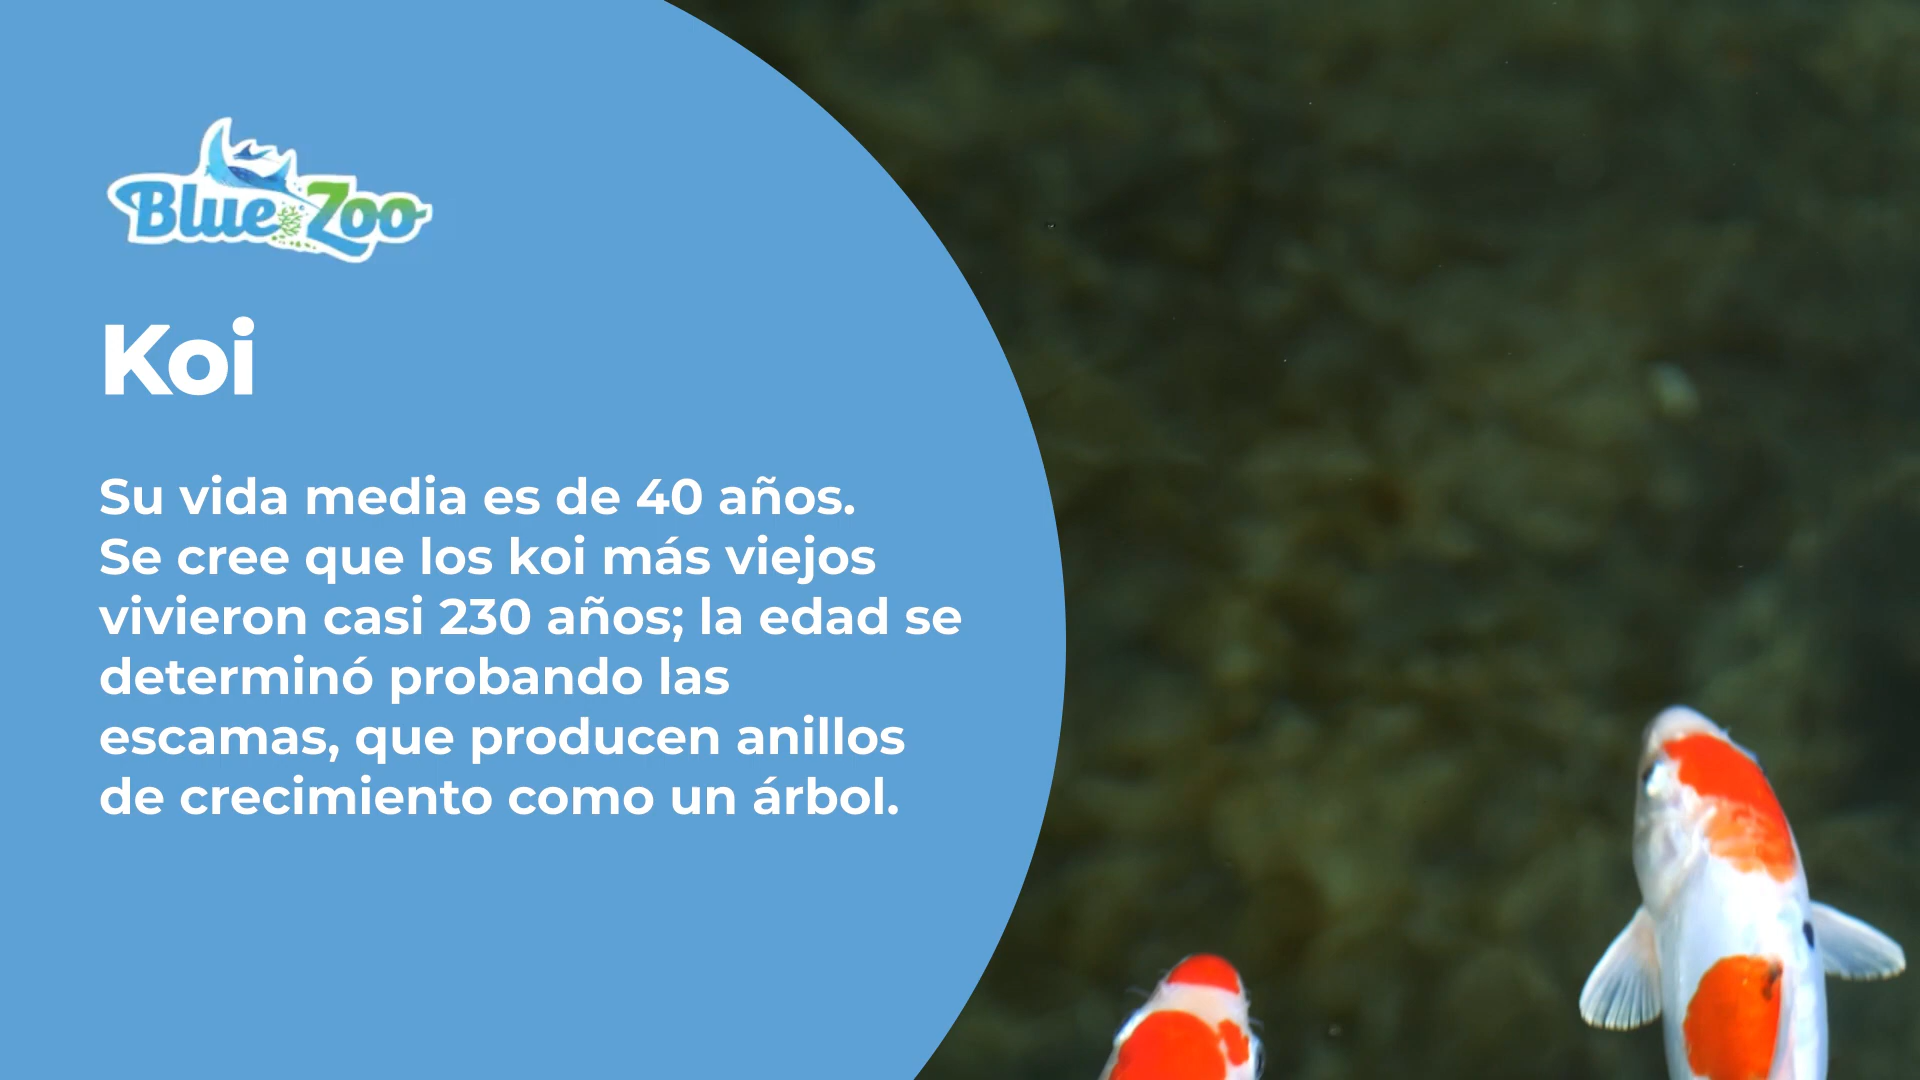 Blue Zoo
Koi
Su vida media es de 40 años.
Se cree que los koi más viejos
vivieron casi 230 años; la edad se
determinó probando las
escamas, que producen anillos
de crecimiento como un árbol.